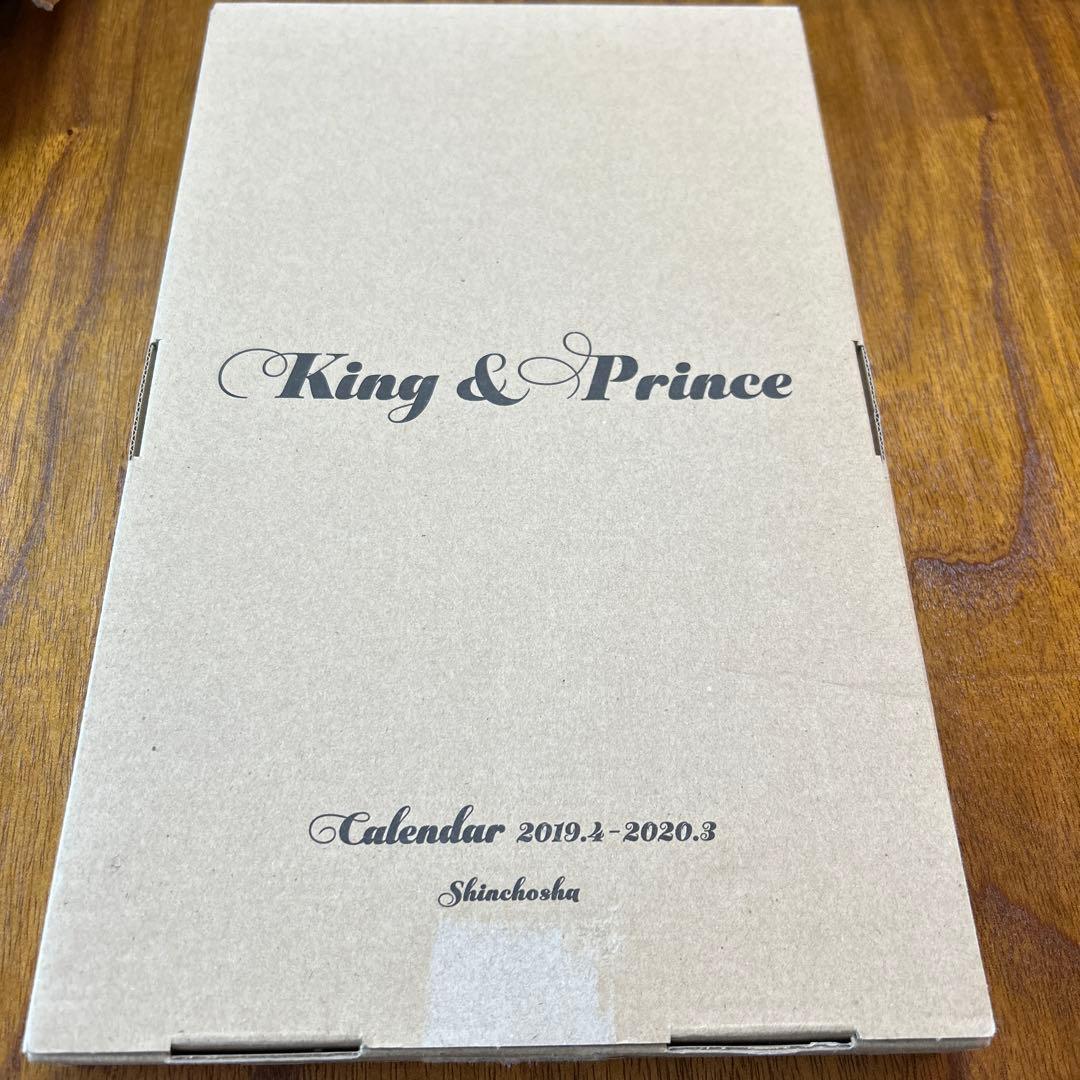 King & Prince
Calendar 2019.4-2020.3
Shinchosha